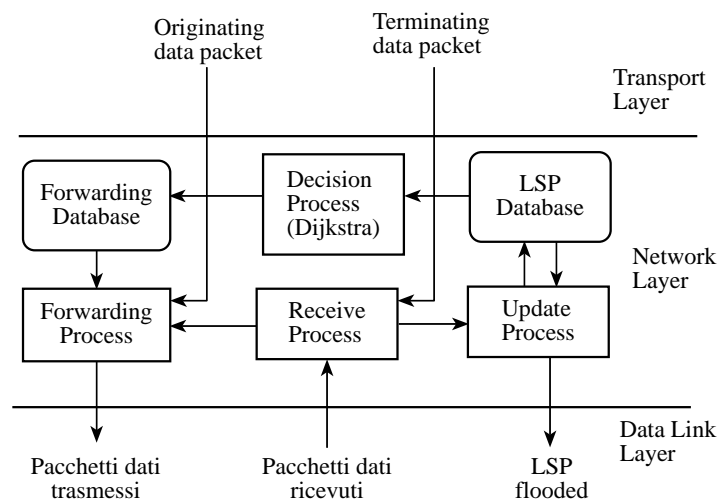 Originating
data packet
Terminating
data packet
Transport
Layer
Forwarding
Database
Decision
Process
(Dijkstra)
LSP
Database
Network
Layer
Forwarding
Process
Receive
Process
Update
Process
Data Link
Layer
Pacchetti dati
trasmessi
Pacchetti dati
ricevuti
LSP
flooded